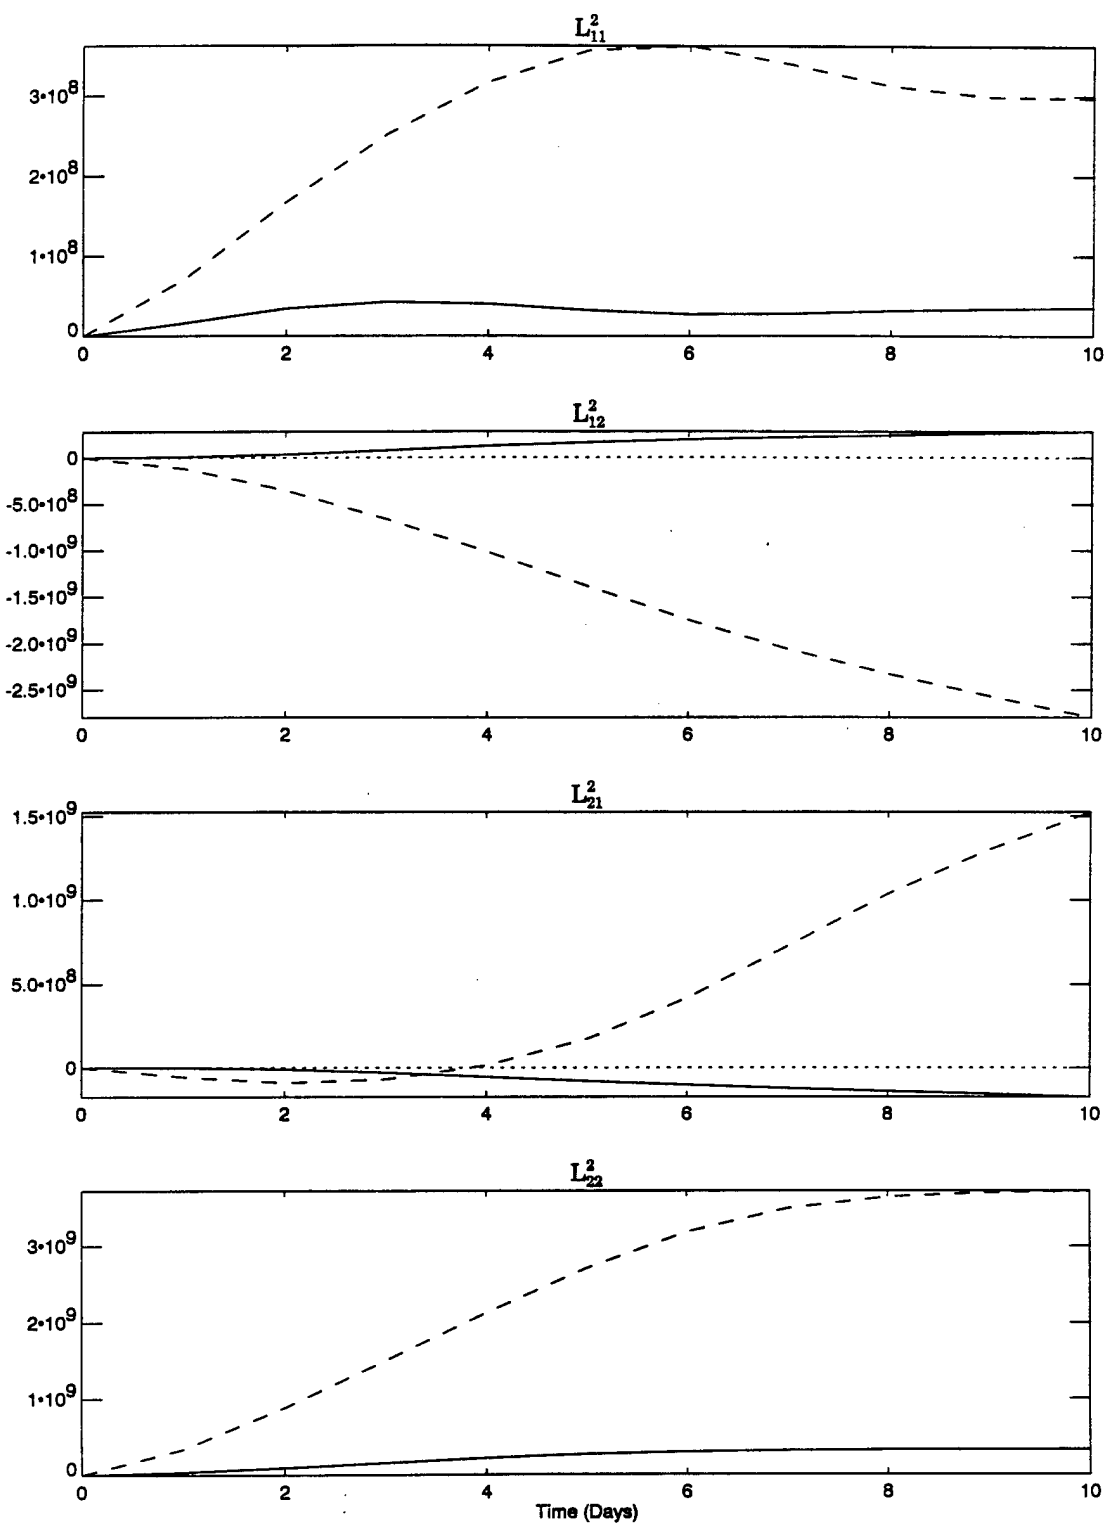 L²₁₁
3•10⁸
2•10⁸
1•10⁸
0
0 2 4 6 8 10
L²₁₂
0
-5.0•10⁸
-1.0•10⁹
-1.5•10⁹
-2.0•10⁹
-2.5•10⁹
0 2 4 6 8 10
L²₂₁
1.5•10⁹
1.0•10⁹
5.0•10⁸
0
0 2 4 6 8 10
L²₂₂
3•10⁹
2•10⁹
1•10⁹
0
0 2 4 6 8 10
Time (Days)